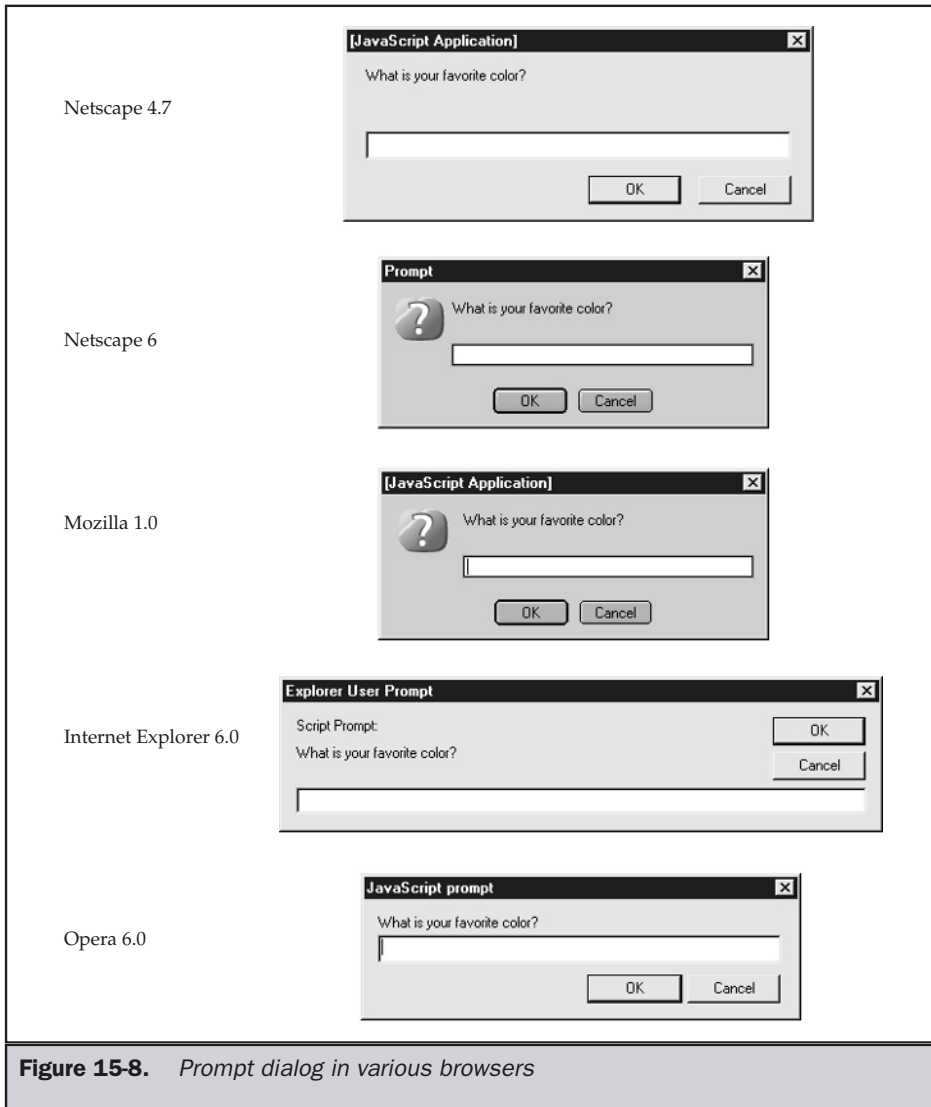 Netscape 4.7
[JavaScript Application]
What is your favorite color?
OK Cancel
Netscape 6
Prompt
What is your favorite color?
OK Cancel
Mozilla 1.0
[JavaScript Application]
What is your favorite color?
OK Cancel
Internet Explorer 6.0
Explorer User Prompt
Script Prompt:
What is your favorite color?
OK
Cancel
Opera 6.0
JavaScript prompt
What is your favorite color?
OK Cancel
Figure 15-8. Prompt dialog in various browsers